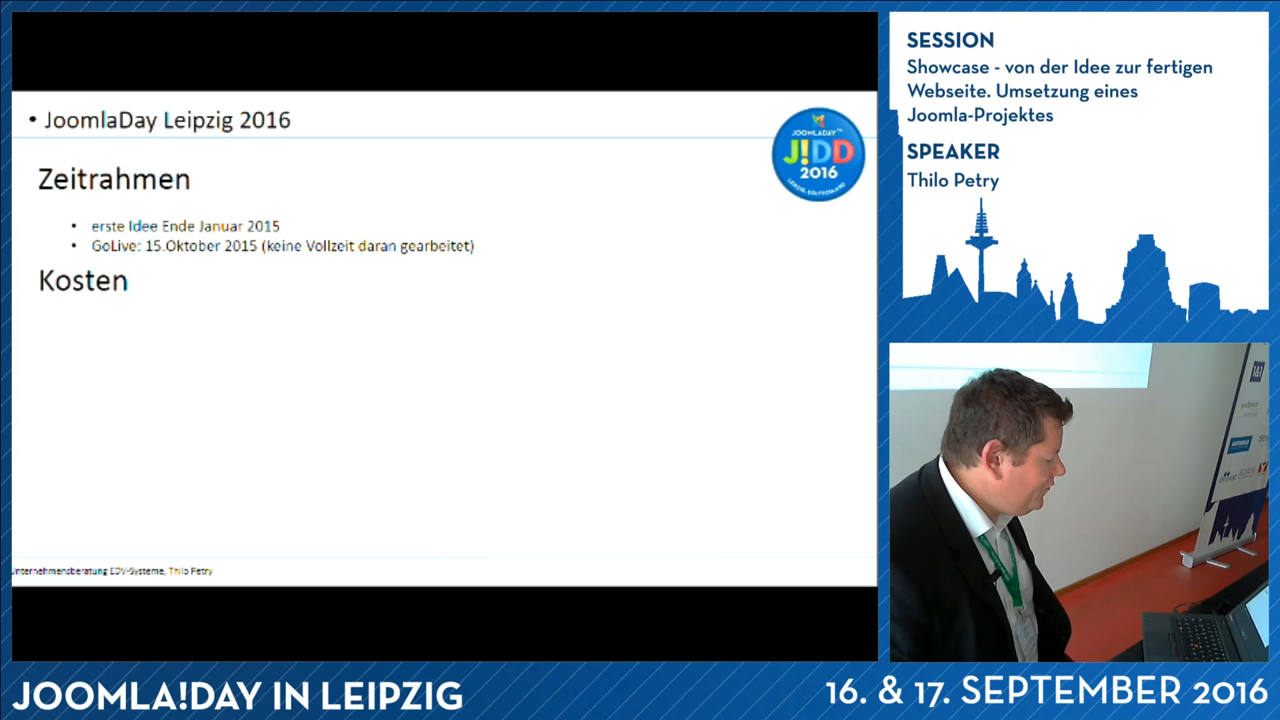 • JoomlaDay Leipzig 2016
JOOMLADAY
J!DD
2016
Zeitrahmen
• erste Idee Ende Januar 2015
• GoLive: 15.Oktober 2015 (keine Vollzeit daran gearbeitet)
Kosten
Unternehmensberatung EDV-Systeme, Thilo Petry
SESSION
Showcase - von der Idee zur fertigen
Webseite. Umsetzung eines
Joomla-Projektes
SPEAKER
Thilo Petry
1&1
JOOMLA!DAY IN LEIPZIG
16. & 17. SEPTEMBER 2016